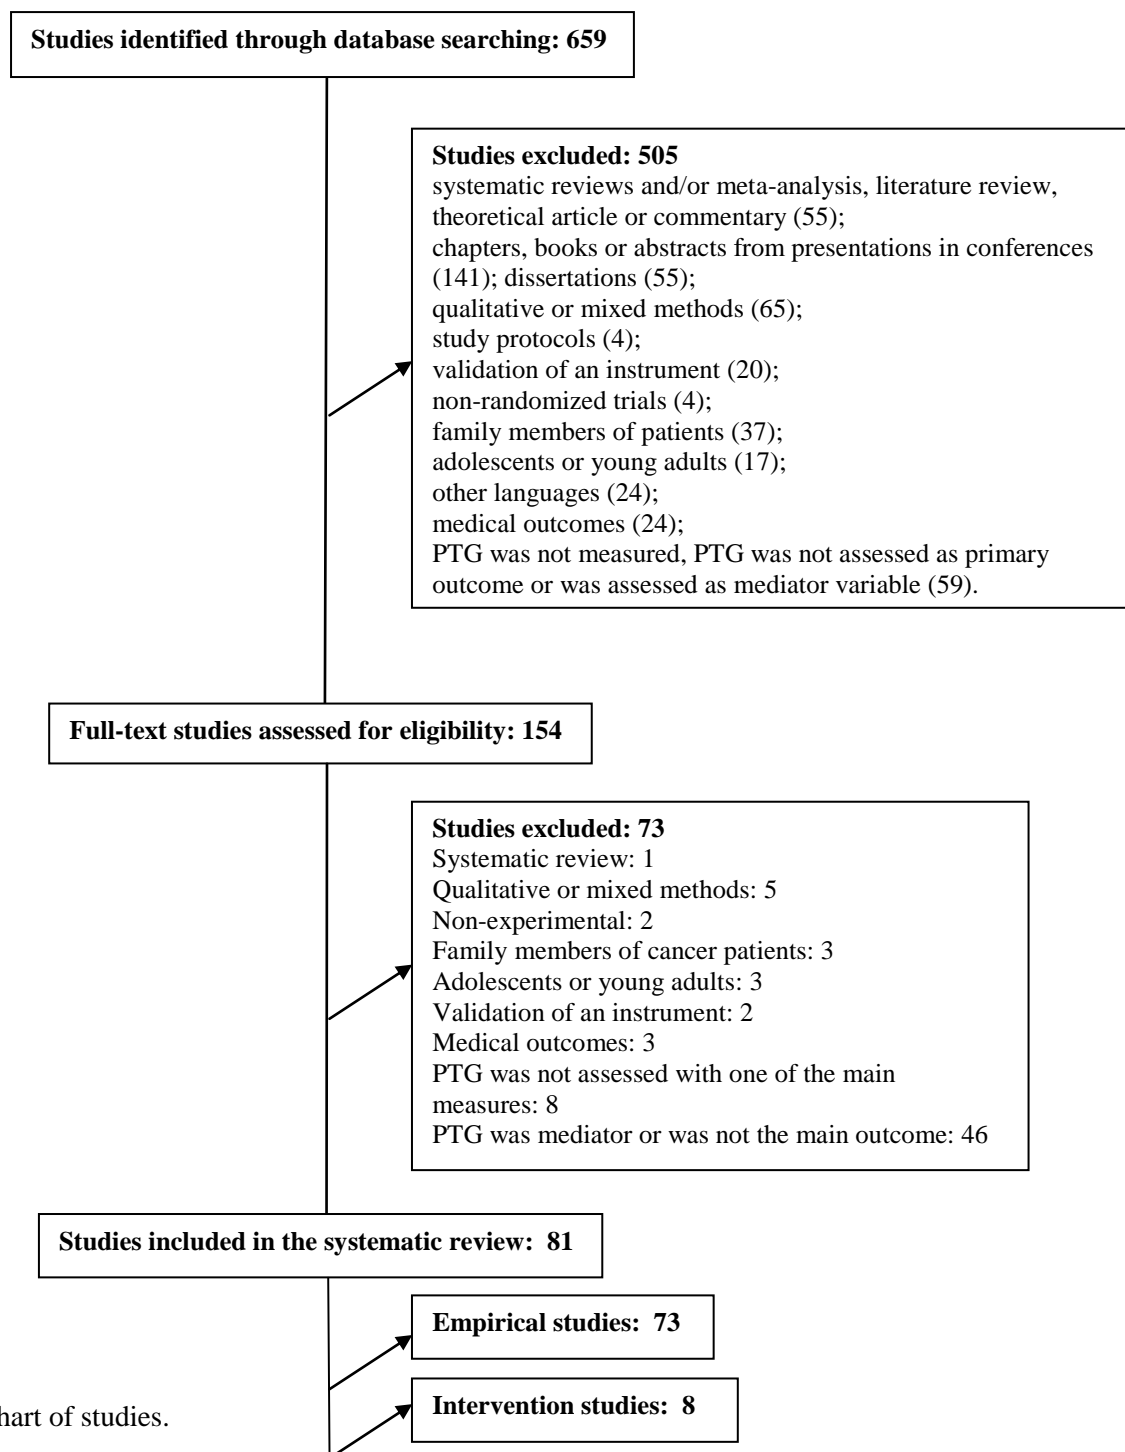 Studies identified through database searching: 659
Studies excluded: 505
systematic reviews and/or meta-analysis, literature review,
theoretical article or commentary (55);
chapters, books or abstracts from presentations in conferences
(141); dissertations (55);
qualitative or mixed methods (65);
study protocols (4);
validation of an instrument (20);
non-randomized trials (4);
family members of patients (37);
adolescents or young adults (17);
other languages (24);
medical outcomes (24);
PTG was not measured, PTG was not assessed as primary
outcome or was assessed as mediator variable (59).
Full-text studies assessed for eligibility: 154
Studies excluded: 73
Systematic review: 1
Qualitative or mixed methods: 5
Non-experimental: 2
Family members of cancer patients: 3
Adolescents or young adults: 3
Validation of an instrument: 2
Medical outcomes: 3
PTG was not assessed with one of the main
measures: 8
PTG was mediator or was not the main outcome: 46
Studies included in the systematic review: 81
Empirical studies: 73
Intervention studies: 8
hart of studies.